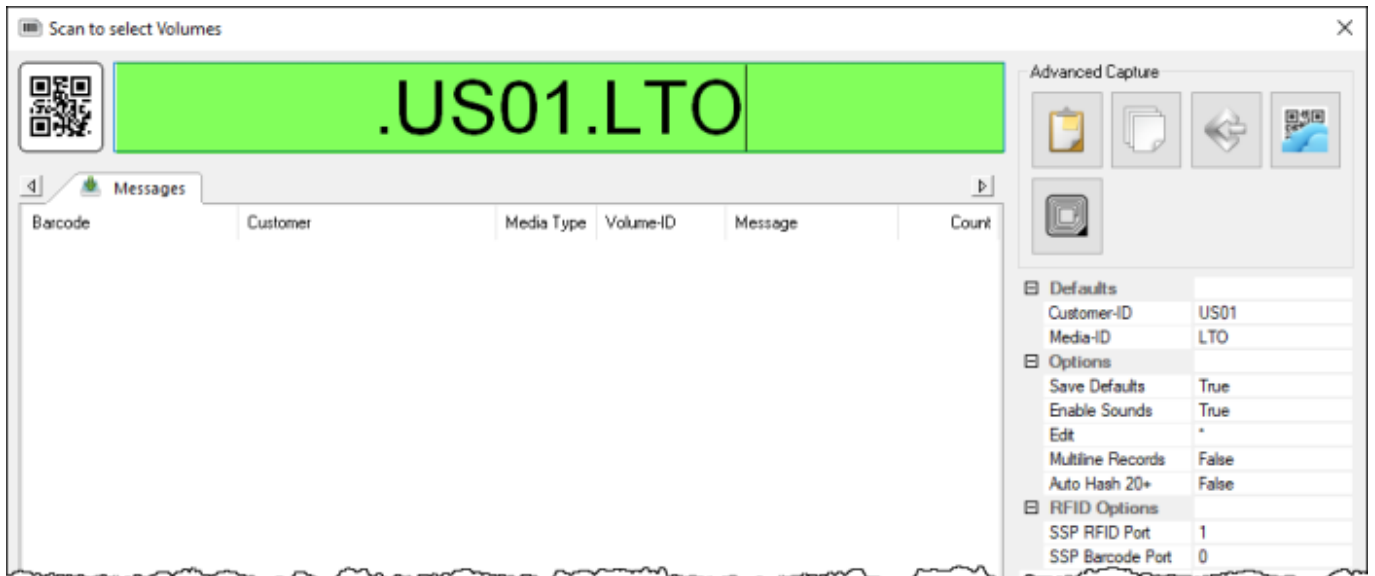 Scan to select Volumes
.US01.LTO
Messages
Barcode Customer Media Type Volume-ID Message Count
Advanced Capture
Defaults
Customer-ID US01
Media-ID LTO
Options
Save Defaults True
Enable Sounds True
Edit *
Multiline Records False
Auto Hash 20+ False
RFID Options
SSP RFID Port 1
SSP Barcode Port 0